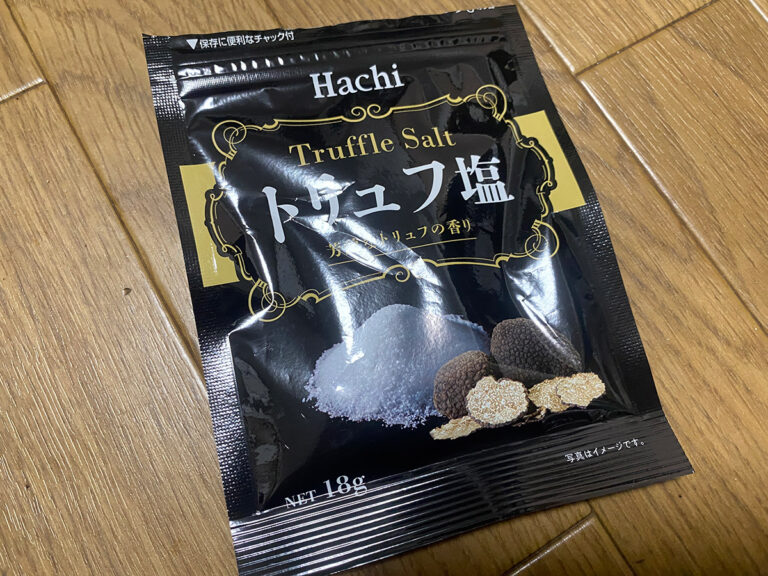 ▼保存に便利なチャック付
Hachi
Truffle Salt
トリュフ塩
トリュフの香り
写真はイメージです。
NET 18g